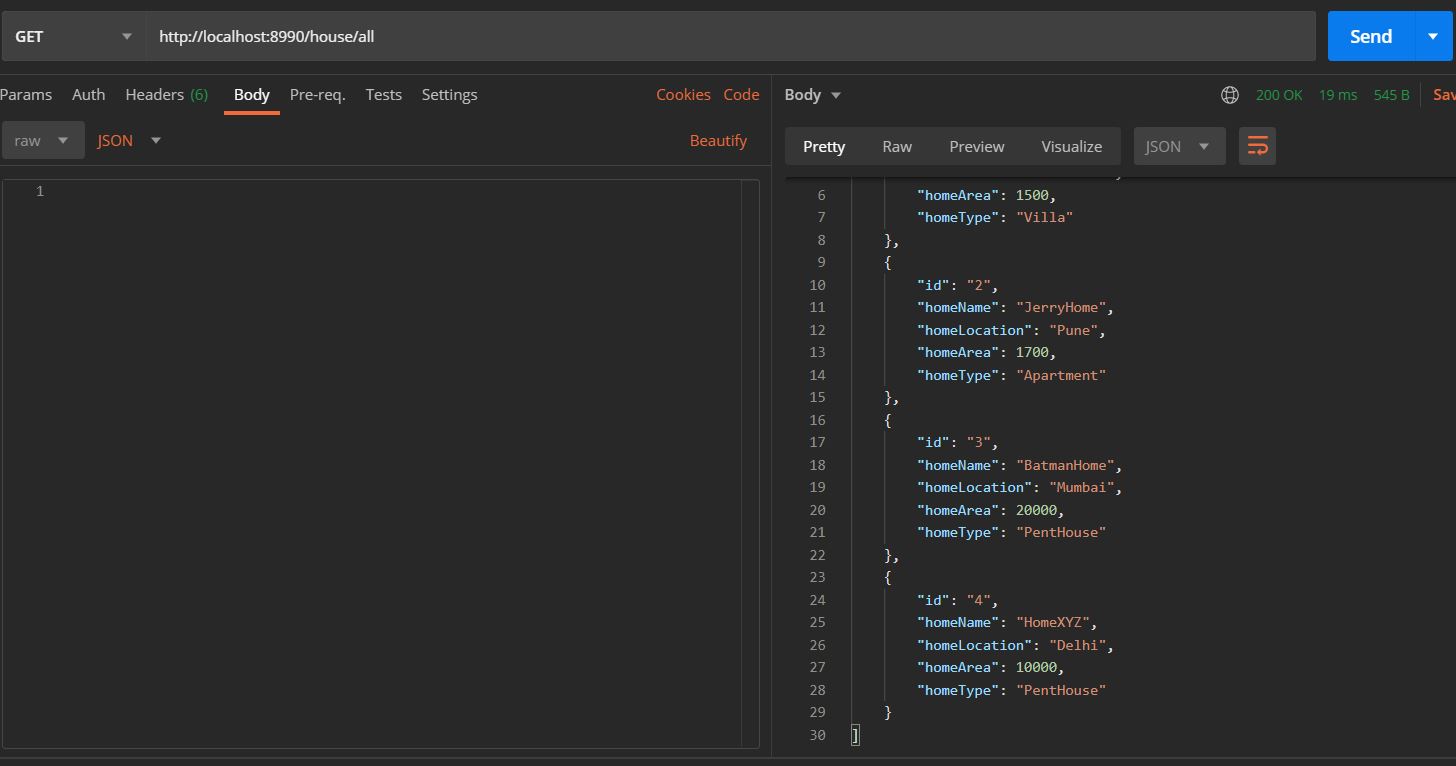 GET http://localhost:8990/house/all Send
Params Auth Headers (6) Body Pre-req. Tests Settings Cookies Code
raw JSON Beautify
1
Body 200 OK 19 ms 545 B Sav
Pretty Raw Preview Visualize JSON
6 "homeArea": 1500,
7 "homeType": "Villa"
8 },
9 {
10 "id": "2",
11 "homeName": "JerryHome",
12 "homeLocation": "Pune",
13 "homeArea": 1700,
14 "homeType": "Apartment"
15 },
16 {
17 "id": "3",
18 "homeName": "BatmanHome",
19 "homeLocation": "Mumbai",
20 "homeArea": 20000,
21 "homeType": "PentHouse"
22 },
23 {
24 "id": "4",
25 "homeName": "HomeXYZ",
26 "homeLocation": "Delhi",
27 "homeArea": 10000,
28 "homeType": "PentHouse"
29 }
30 ]